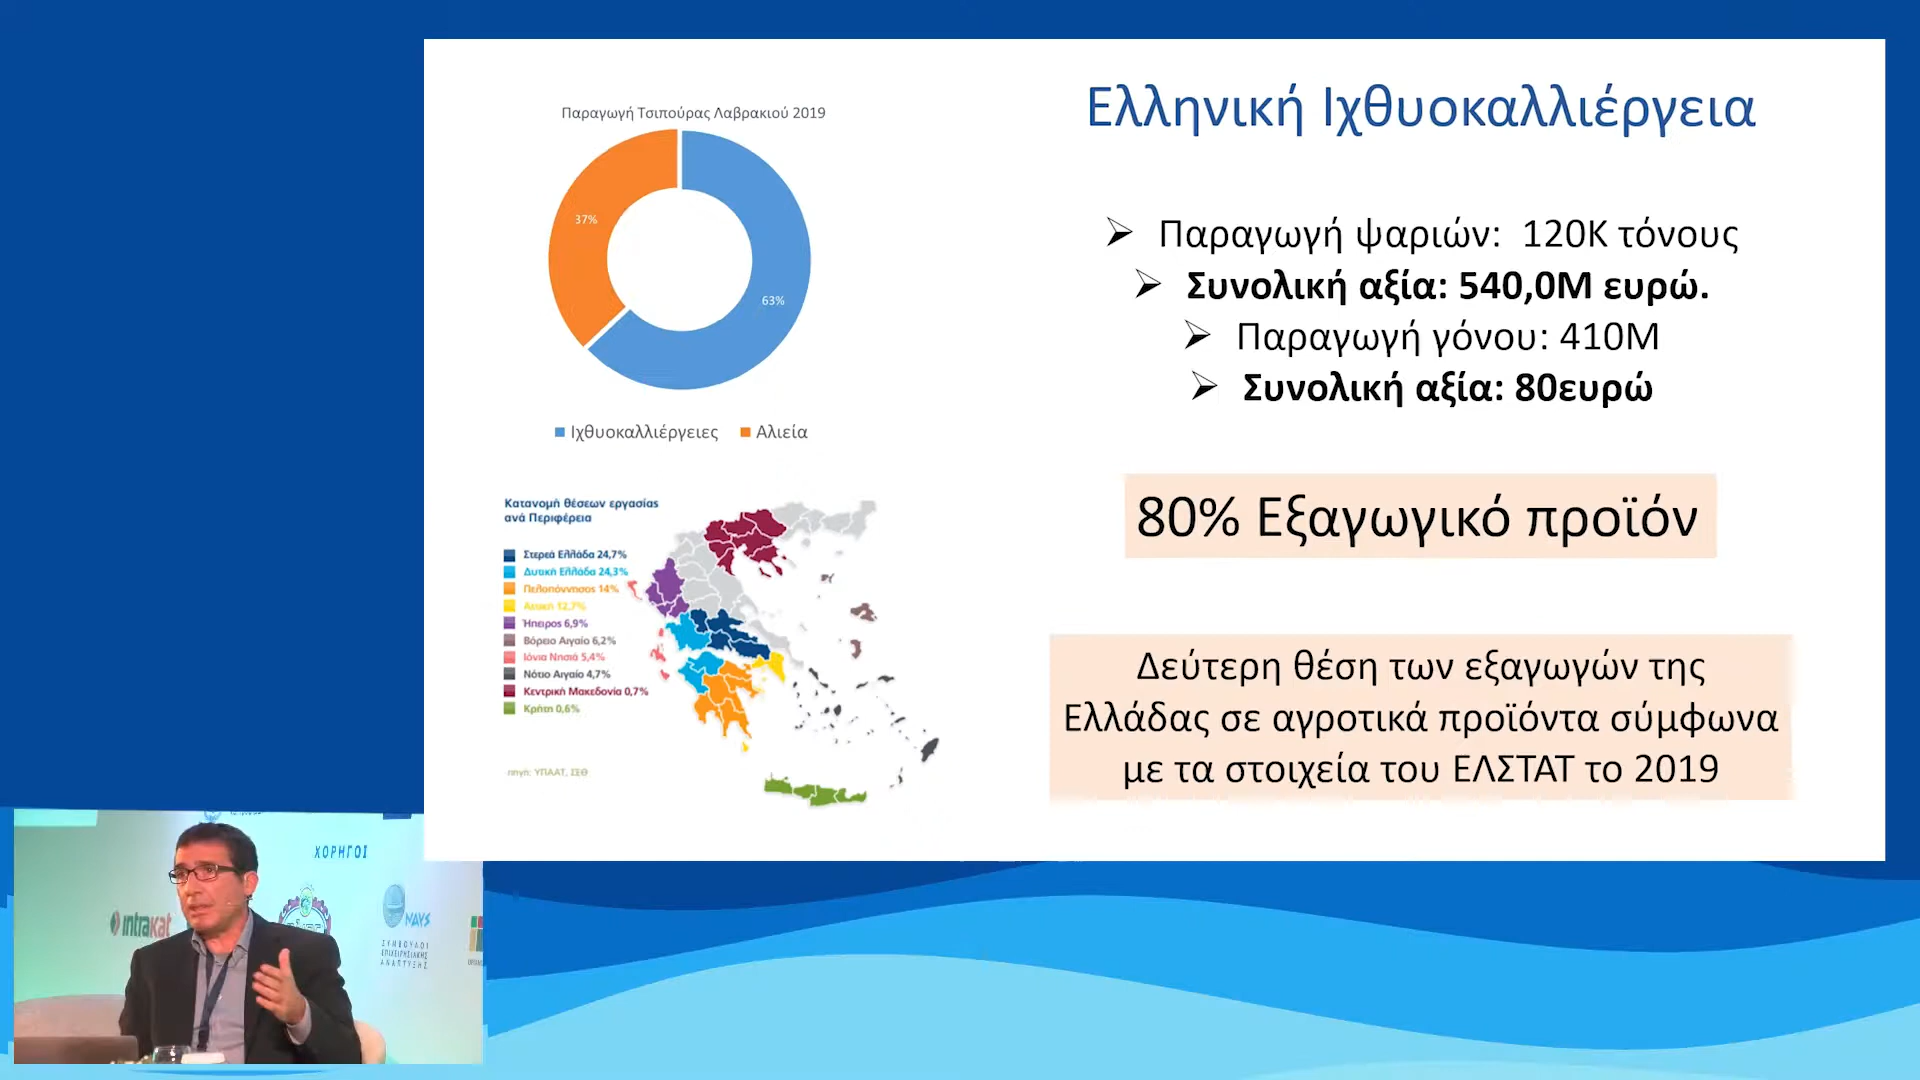 Ελληνική Ιχθυοκαλλιέργεια
Παραγωγή Τσιπούρας Λαβρακιού 2019
37%
63%
Ιχθυοκαλλιέργειες Αλιεία
➢ Παραγωγή ψαριών: 120K τόνους
➢ Συνολική αξία: 540,0Μ ευρώ.
➢ Παραγωγή γόνου: 410Μ
➢ Συνολική αξία: 80ευρώ
80% Εξαγωγικό προϊόν
Δεύτερη θέση των εξαγωγών της
Ελλάδας σε αγροτικά προϊόντα σύμφωνα
με τα στοιχεία του ΕΛΣΤΑΤ το 2019
Κατανομή θέσεων εργασίας
ανά Περιφέρεια
Στερεά Ελλάδα 24,7%
Δυτική Ελλάδα 24,3%
Πελοπόννησος 14%
Αττική 12,7%
Ήπειρος 6,9%
Βόρειο Αιγαίο 6,2%
Ιόνια Νησιά 5,4%
Νότιο Αιγαίο 4,7%
Κεντρική Μακεδονία 0,7%
Κρήτη 0,6%
πηγή: ΥΠΑΑΤ, ΣΕΘ
ΧΟΡΗΓΟΙ
intrakat
NAYS
ΣΥΜΒΟΥΛΟΙ
ΕΠΙΧΕΙΡΗΣΙΑΚΗΣ
ΑΝΑΠΤΥΞΗΣ